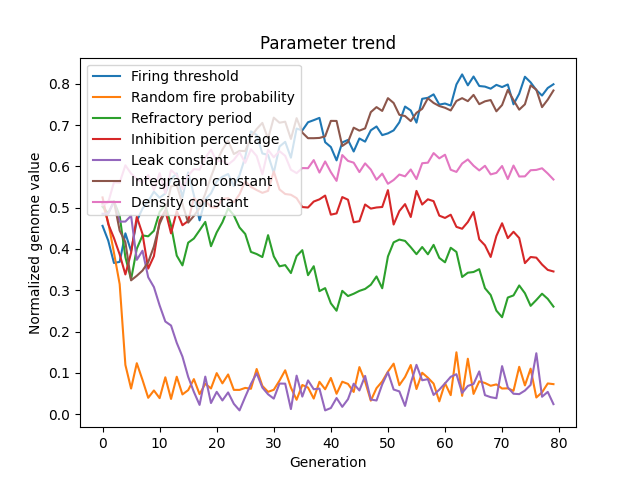 Parameter trend
Normalized genome value
0.8
0.7
0.6
0.5
0.4
0.3
0.2
0.1
0.0
Firing threshold
Random fire probability
Refractory period
Inhibition percentage
Leak constant
Integration constant
Density constant
0 10 20 30 40 50 60 70 80
Generation